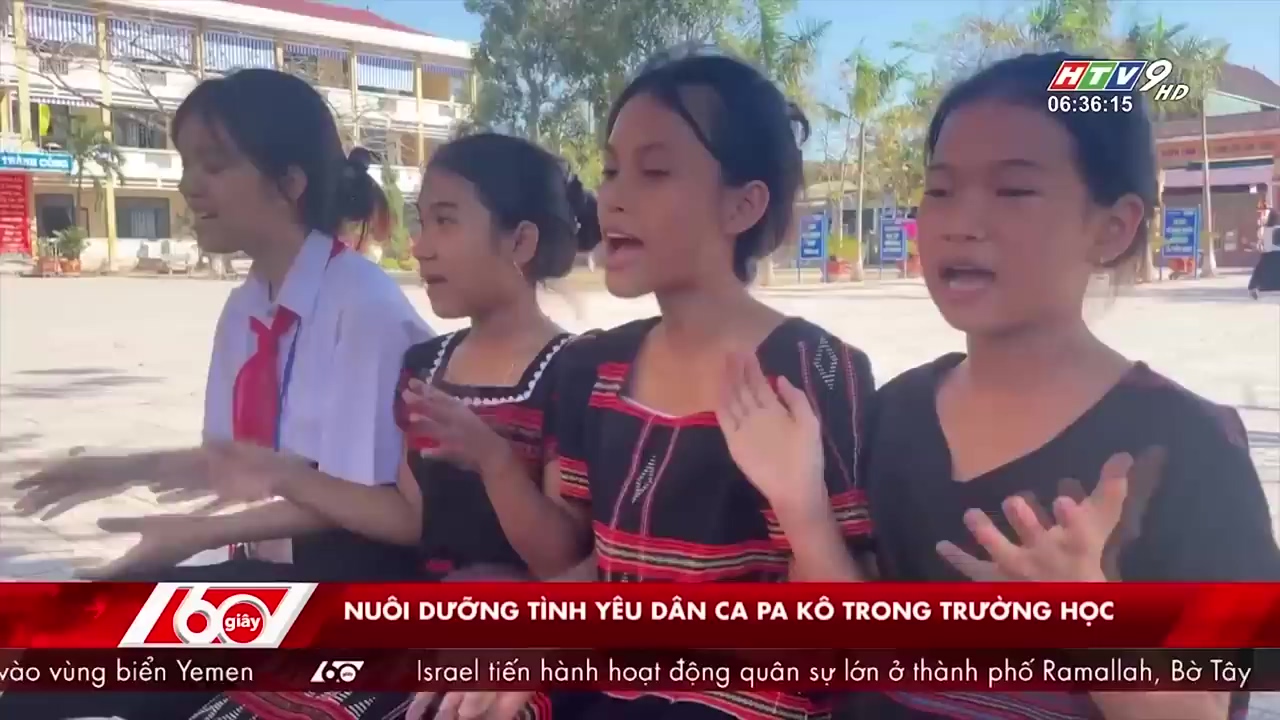 HTV9 HD
06:36:15
THÀNH CÔNG
60 giây
NUÔI DƯỠNG TÌNH YÊU DÂN CA PA KÔ TRONG TRƯỜNG HỌC
vào vùng biển Yemen
60 giây
Israel tiến hành hoạt động quân sự lớn ở thành phố Ramallah, Bờ Tây